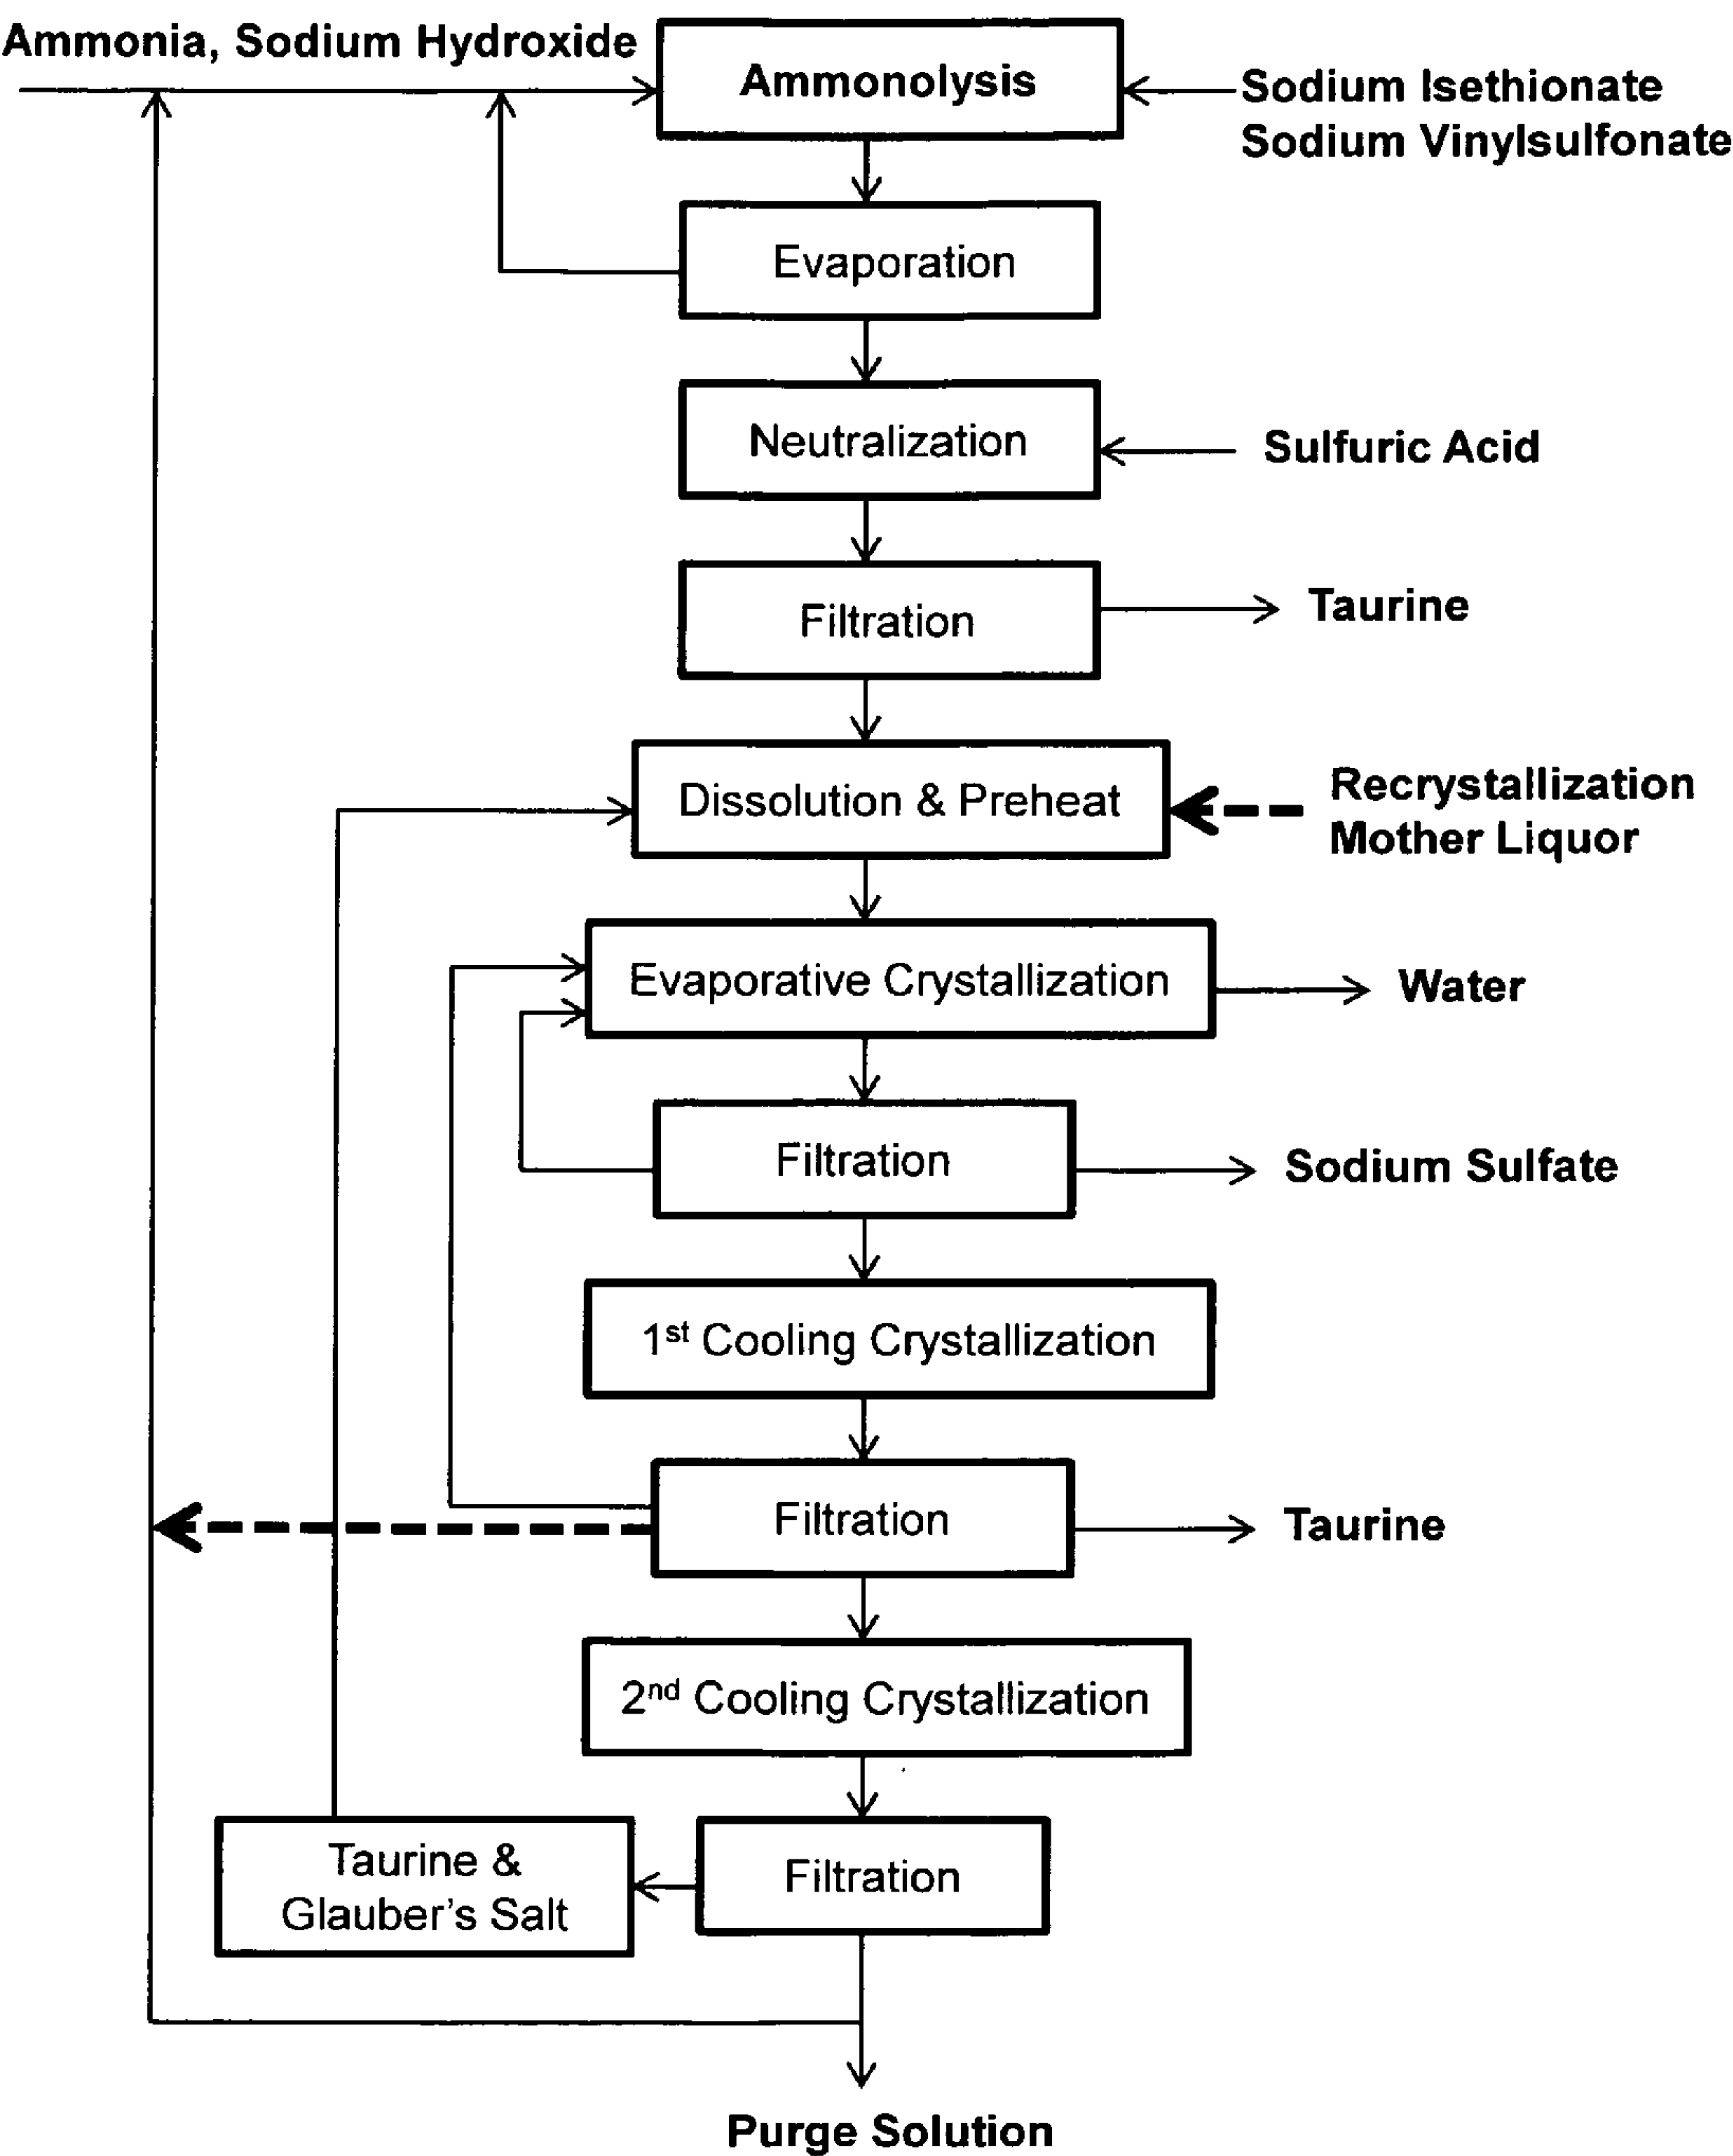 Ammonia, Sodium Hydroxide
Ammonolysis
Sodium Isethionate
Sodium Vinylsulfonate
Evaporation
Neutralization
Sulfuric Acid
Filtration
Taurine
Dissolution & Preheat
Recrystallization
Mother Liquor
Evaporative Crystallization
Water
Filtration
Sodium Sulfate
1st Cooling Crystallization
Filtration
Taurine
2nd Cooling Crystallization
Taurine &
Glauber's Salt
Filtration
Purge Solution